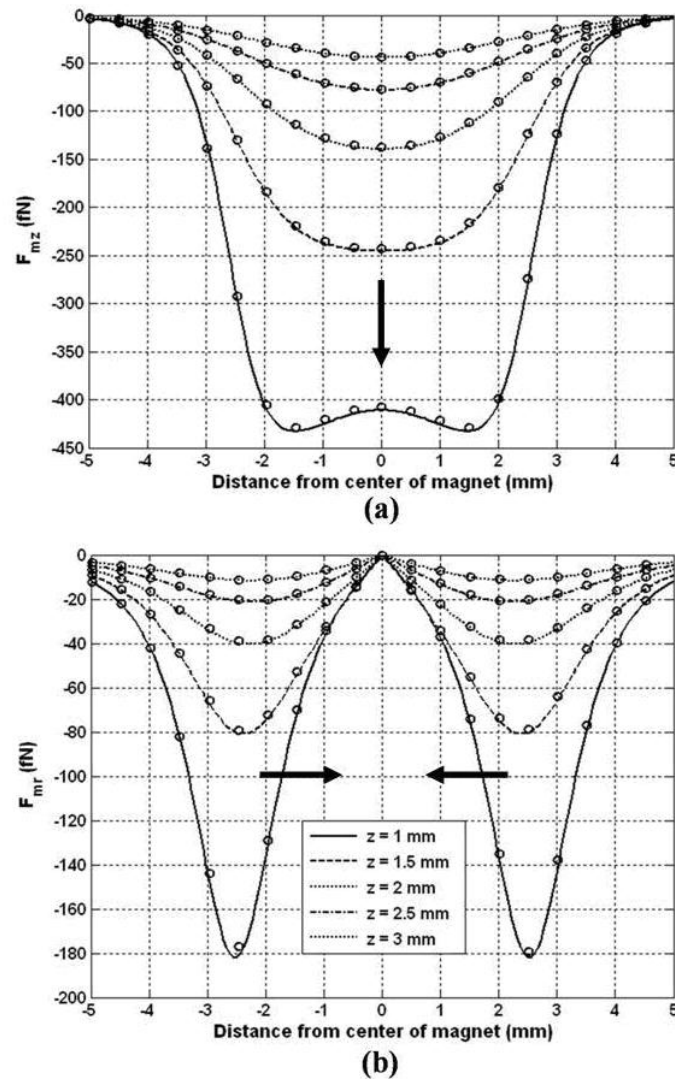 0
-50
-100
-150
-200
-250
-300
-350
-400
-450
F_mz (fN)
-5 -4 -3 -2 -1 0 1 2 3 4 5
Distance from center of magnet (mm)
(a)
0
-20
-40
-60
-80
-100
-120
-140
-160
-180
-200
F_mr (fN)
z = 1 mm
z = 1.5 mm
z = 2 mm
z = 2.5 mm
z = 3 mm
-5 -4 -3 -2 -1 0 1 2 3 4 5
Distance from center of magnet (mm)
(b)